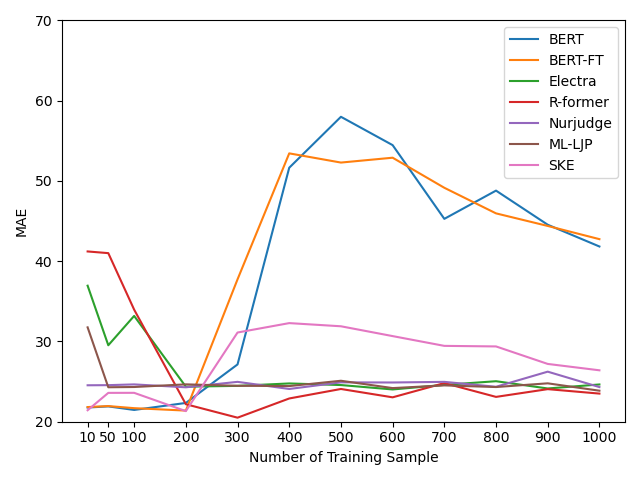 70
60
50
40
30
20
MAE
10 50 100 200 300 400 500 600 700 800 900 1000
Number of Training Sample
BERT
BERT-FT
Electra
R-former
Nurjudge
ML-LJP
SKE